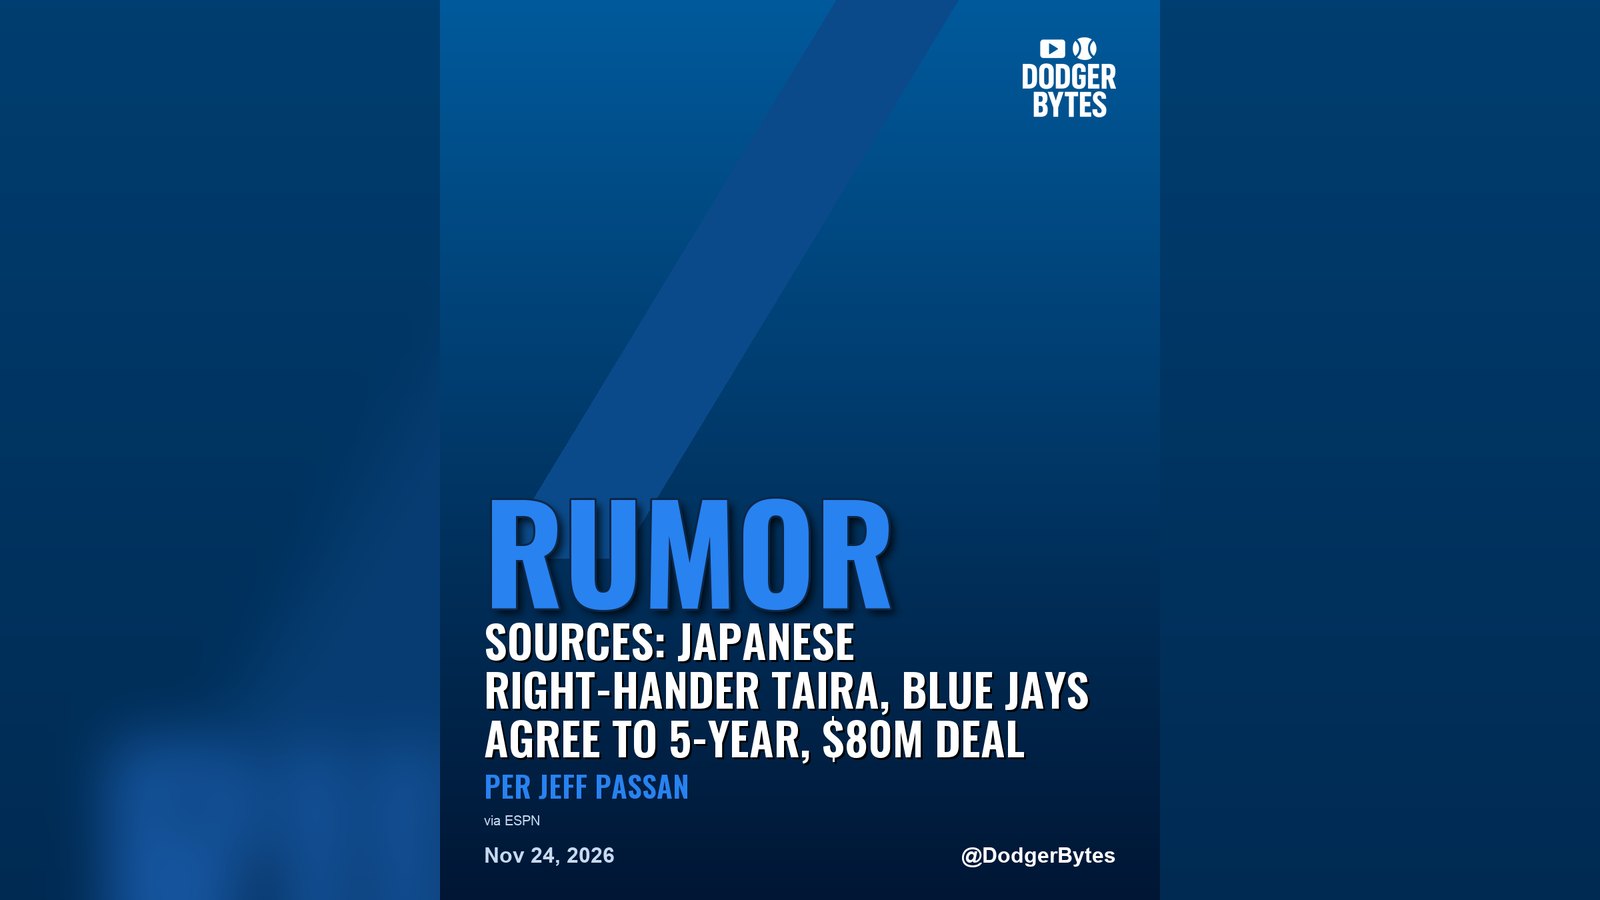 DODGER
BYTES
RUMOR
SOURCES: JAPANESE
RIGHT-HANDER TAIRA, BLUE JAYS
AGREE TO 5-YEAR, $80M DEAL
PER JEFF PASSAN
via ESPN
Nov 24, 2026
@DodgerBytes